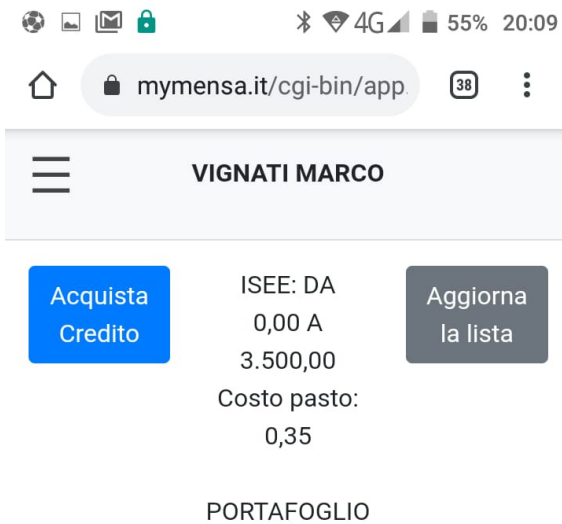 4G 55% 20:09
mymensa.it/cgi-bin/app. 38
VIGNATI MARCO
Acquista
Credito
ISEE: DA
0,00 A
3.500,00
Costo pasto:
0,35
Aggiorna
la lista
PORTAFOGLIO